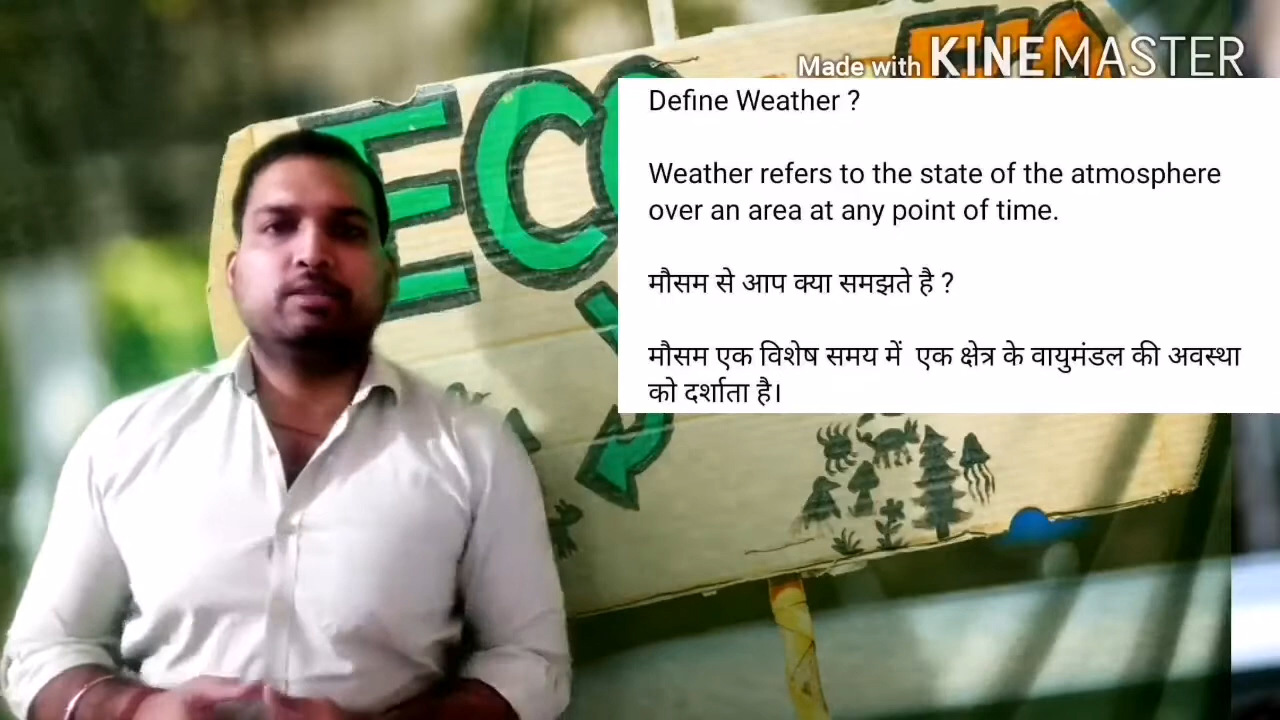 Made with KINEMASTER
ECO
Define Weather ?
Weather refers to the state of the atmosphere
over an area at any point of time.
मौसम से आप क्या समझते है ?
मौसम एक विशेष समय में एक क्षेत्र के वायुमंडल की अवस्था
को दर्शाता है।